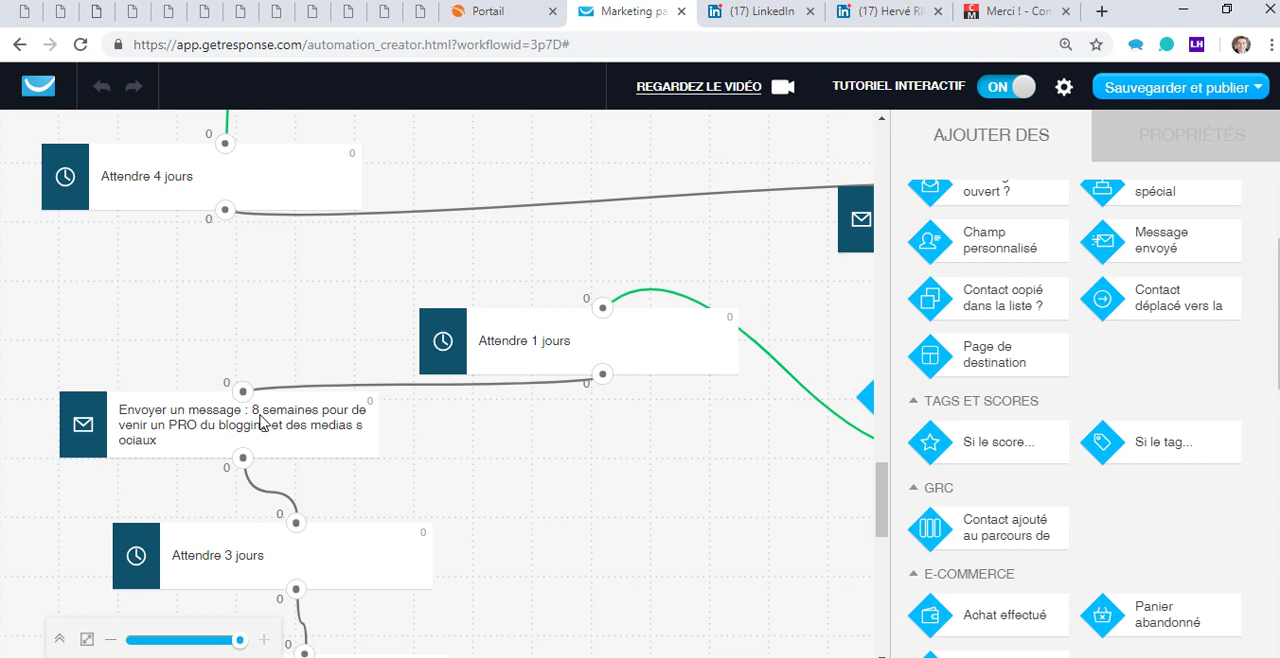 Portail
Marketing pa
(17) LinkedIn
(17) Hervé
Merci ! - Con
https://app.getresponse.com/automation_creator.html?workflowid=3p7D#
LH
REGARDEZ LE VIDÉO
TUTORIEL INTERACTIF
ON
Sauvegarder et publier
AJOUTER DES
PROPRIÉTÉS
0
0
Attendre 4 jours
0
ouvert ?
spécial
Champ
personnalisé
Message
envoyé
Contact copié
dans la liste ?
Contact
déplacé vers la
Page de
destination
0
0
Attendre 1 jours
0
0
0
Envoyer un message : 8 semaines pour de
venir un PRO du blogging et des medias s
ociaux
0
TAGS ET SCORES
Si le score...
Si le tag...
GRC
Contact ajouté
au parcours de
0
0
Attendre 3 jours
0
0
E-COMMERCE
Achat effectué
Panier
abandonné